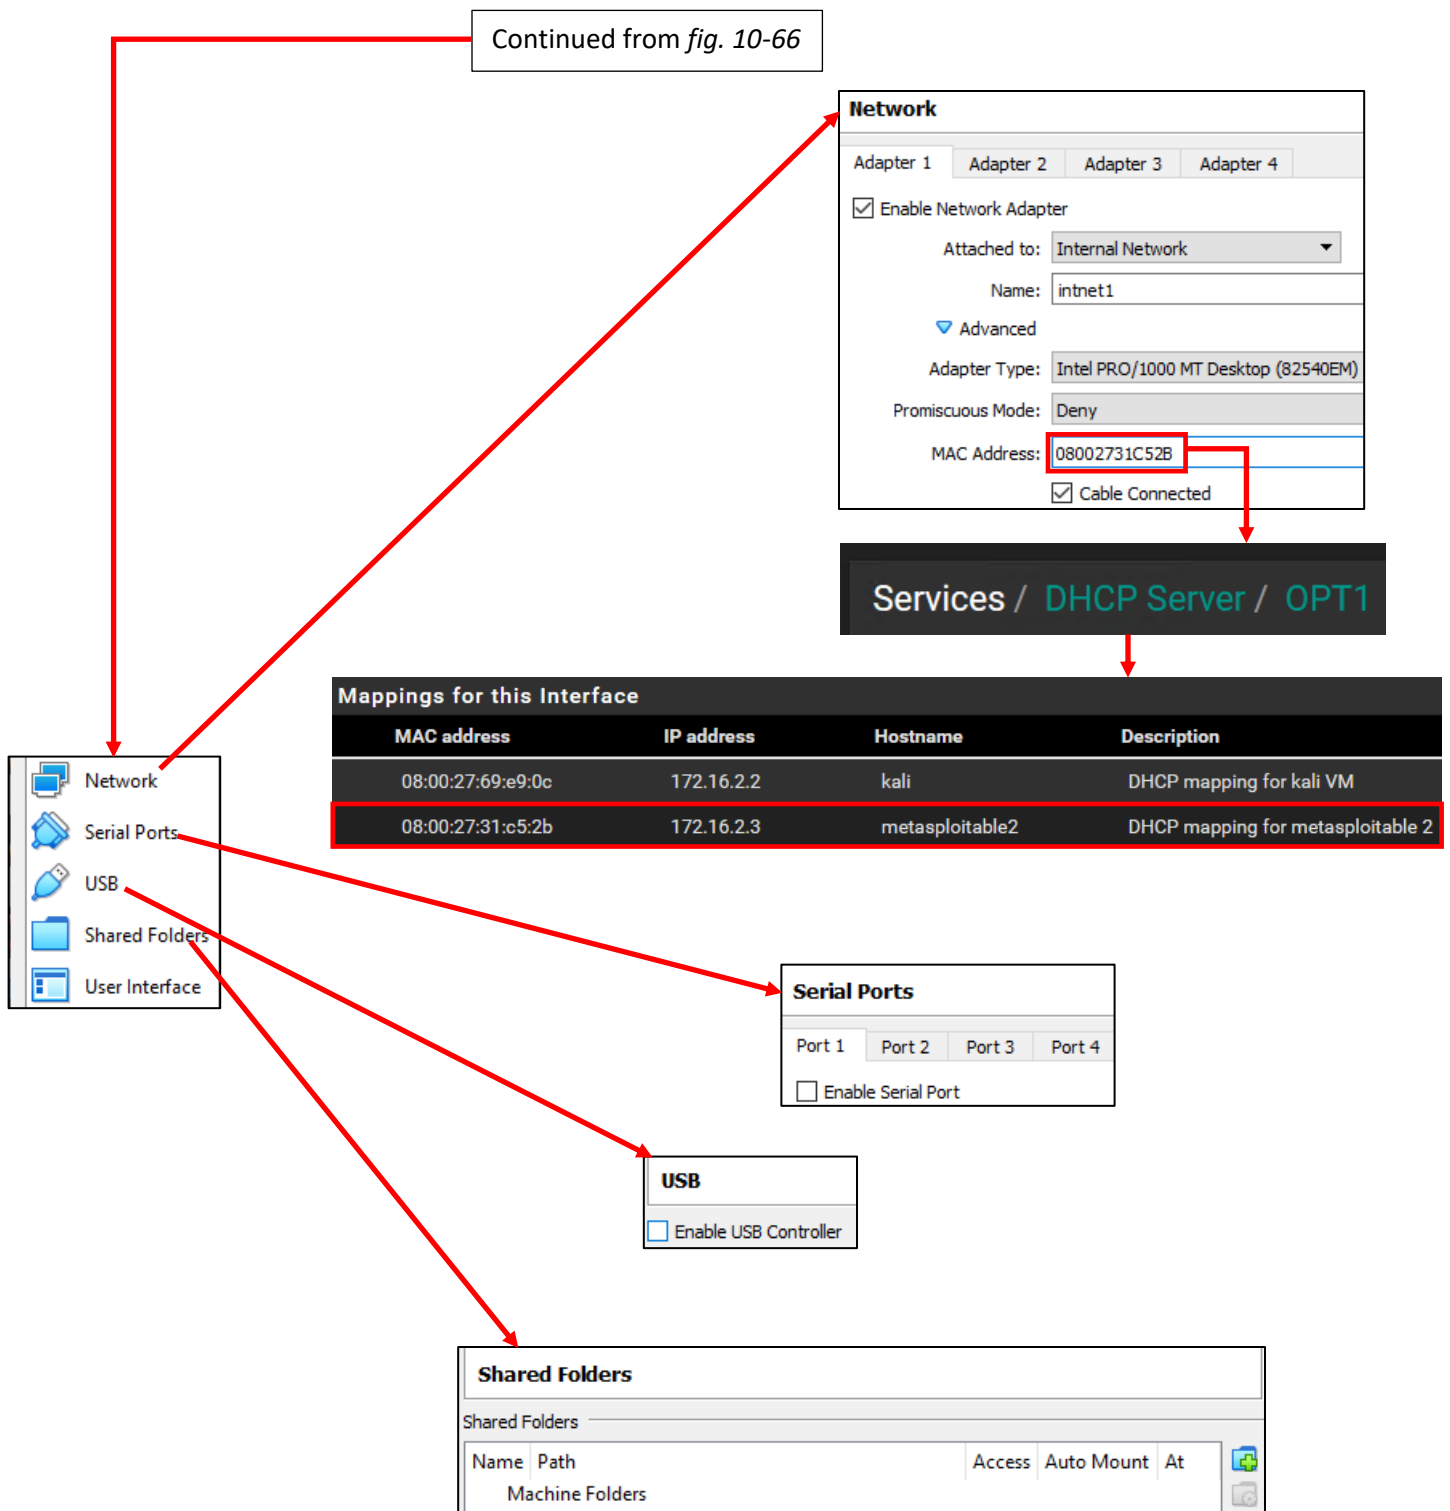 Continued from fig. 10-66
Network
Adapter 1 Adapter 2 Adapter 3 Adapter 4
Enable Network Adapter
Attached to: Internal Network
Name: intnet1
Advanced
Adapter Type: Intel PRO/1000 MT Desktop (82540EM)
Promiscuous Mode: Deny
MAC Address: 08002731C52B
Cable Connected
Services / DHCP Server / OPT1
Mappings for this Interface
MAC address IP address Hostname Description
08:00:27:69:e9:0c 172.16.2.2 kali DHCP mapping for kali VM
08:00:27:31:c5:2b 172.16.2.3 metasploitable2 DHCP mapping for metasploitable 2
Network
Serial Ports
USB
Shared Folders
User Interface
Serial Ports
Port 1 Port 2 Port 3 Port 4
Enable Serial Port
USB
Enable USB Controller
Shared Folders
Shared Folders
Name Path Access Auto Mount At
Machine Folders